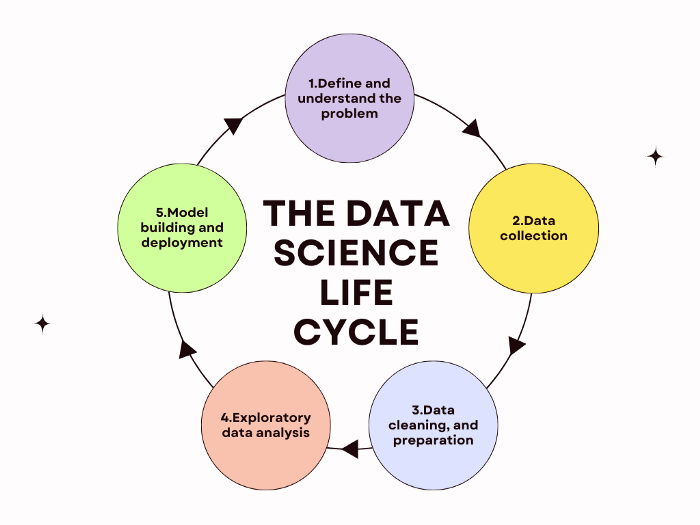 1.Define and
understand the
problem
THE DATA
SCIENCE
LIFE
CYCLE
2.Data
collection
3.Data
cleaning, and
preparation
4.Exploratory
data analysis
5.Model
building and
deployment